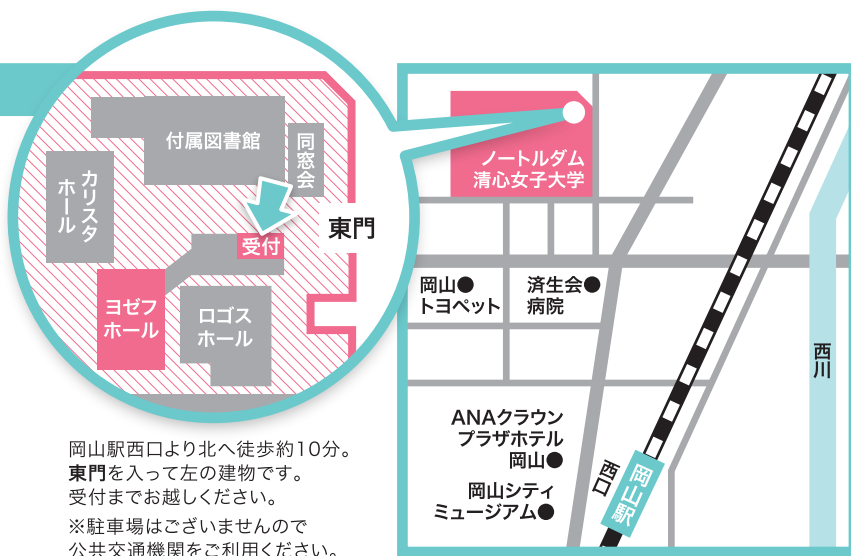 付属図書館
同窓会
カリスタ
ホール
東門
受付
ヨゼフ
ホール
ロゴス
ホール
岡山駅西口より北へ徒歩約10分。
東門を入って左の建物です。
受付までお越しください。
※駐車場はございませんので
公共交通機関をご利用ください。
ノートルダム
清心女子大学
岡山●
トヨペット
済生会●
病院
西川
ANAクラウン
プラザホテル
岡山●
岡山シティ
ミュージアム●
西口
岡山駅